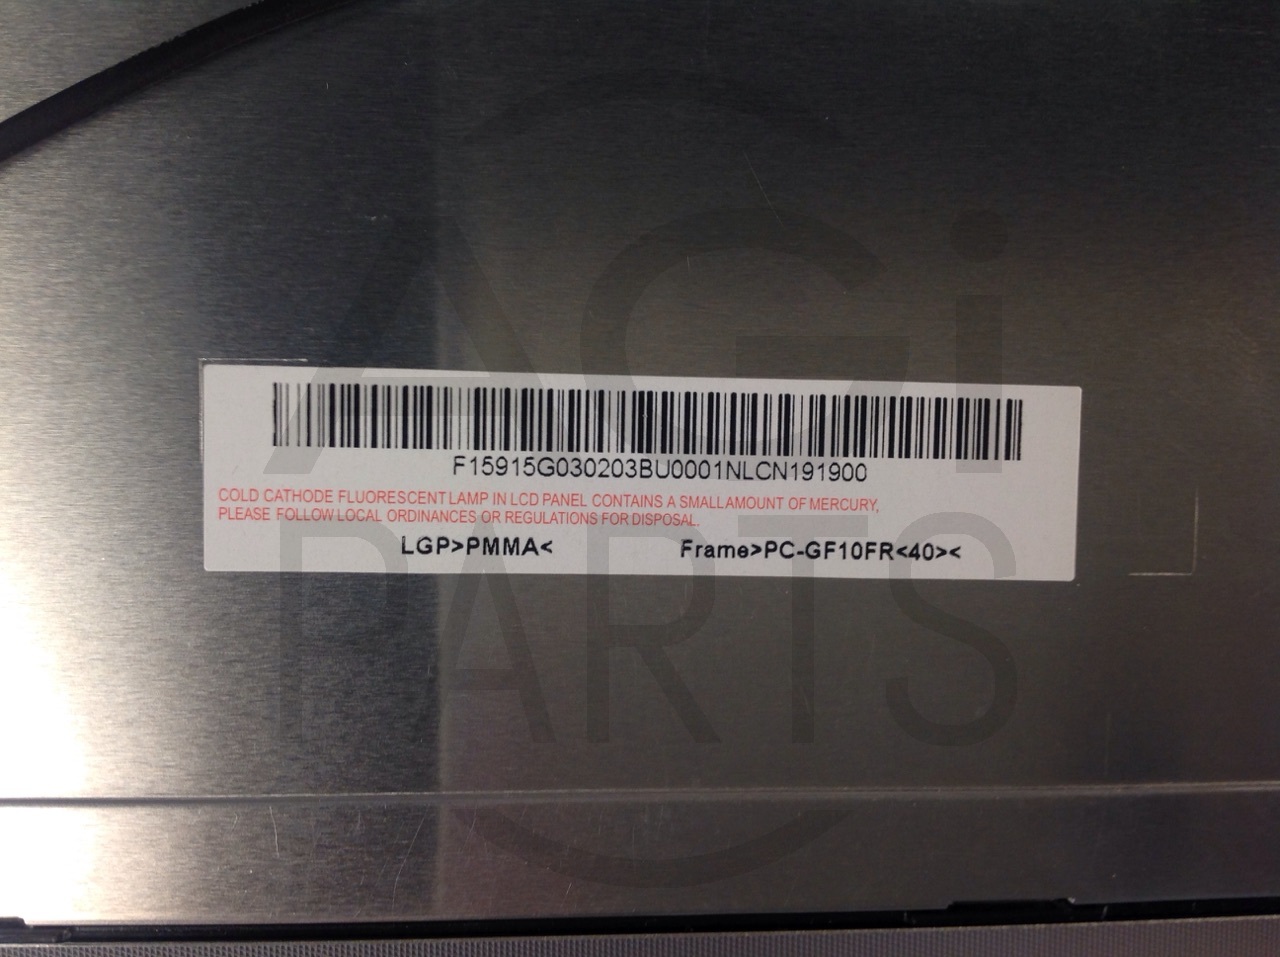 F15915G030203BU0001NLCN191900
COLD CATHODE FLUORESCENT LAMP IN LCD PANEL CONTAINS A SMALL AMOUNT OF MERCURY,
PLEASE FOLLOW LOCAL ORDINANCES OR REGULATIONS FOR DISPOSAL.
LGP>PMMA< Frame>PC-GF10FR<40><
ACi
PARTS